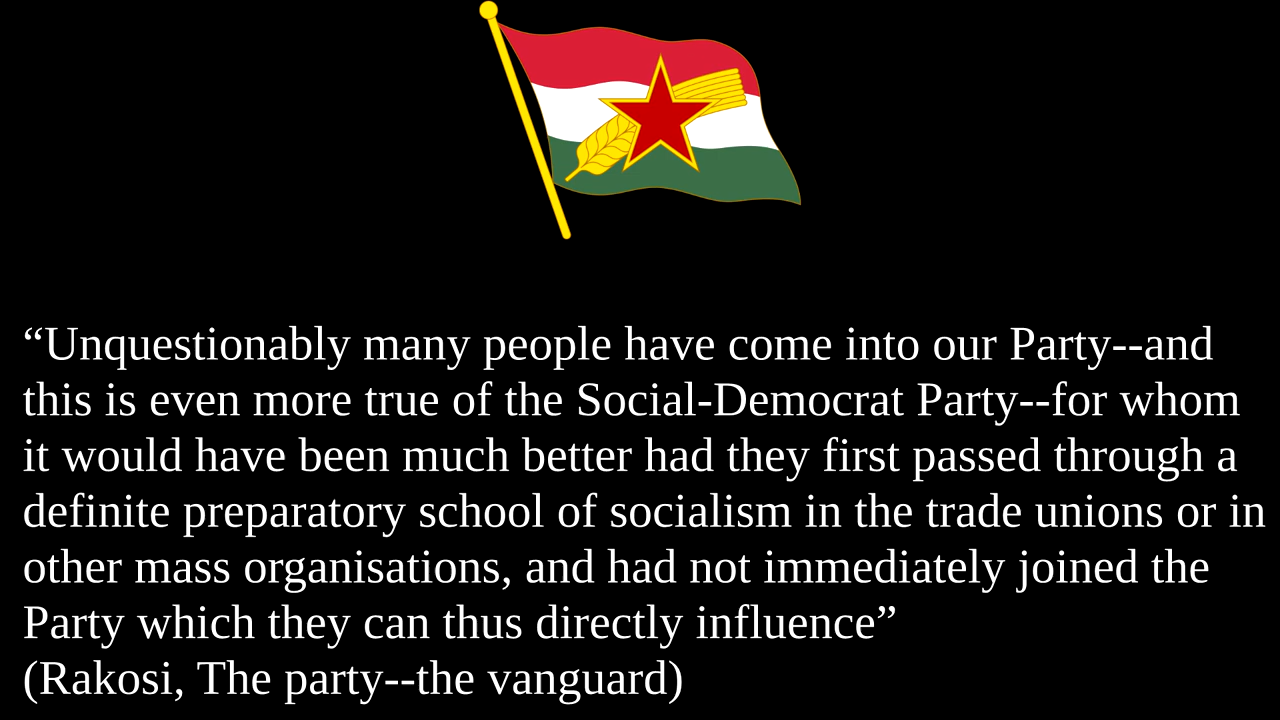 “Unquestionably many people have come into our Party--and
this is even more true of the Social-Democrat Party--for whom
it would have been much better had they first passed through a
definite preparatory school of socialism in the trade unions or in
other mass organisations, and had not immediately joined the
Party which they can thus directly influence”
(Rakosi, The party--the vanguard)